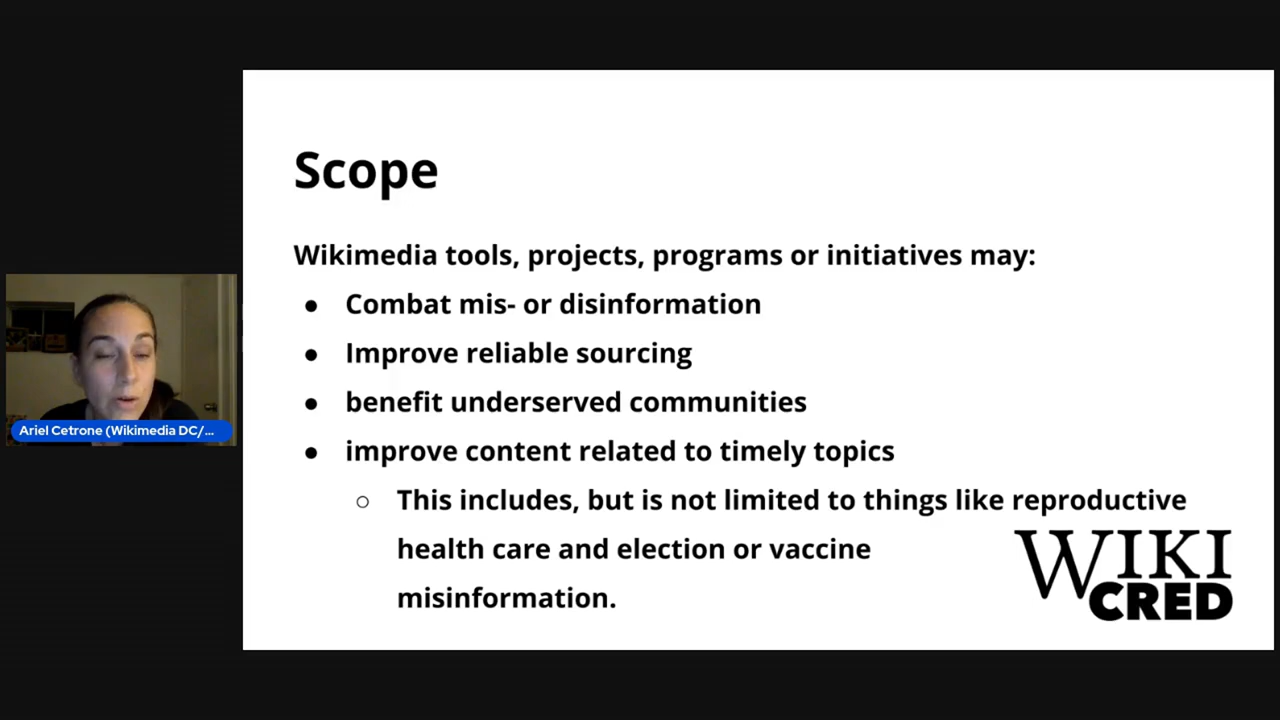 Scope
Wikimedia tools, projects, programs or initiatives may:
● Combat mis- or disinformation
● Improve reliable sourcing
● benefit underserved communities
● improve content related to timely topics
○ This includes, but is not limited to things like reproductive
health care and election or vaccine
misinformation.
WIKI
CRED
Ariel Cetrone (Wikimedia DC/...